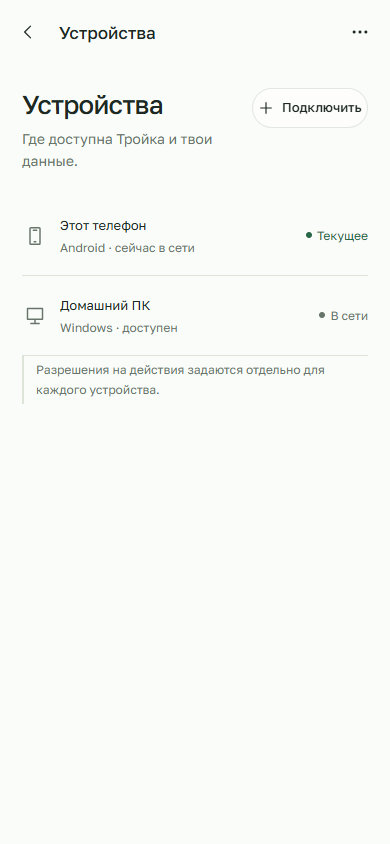 Устройства
Устройства
Подключить
Где доступна Тройка и твои
данные.
Этот телефон
Android · сейчас в сети
Текущее
Домашний ПК
Windows · доступен
В сети
Разрешения на действия задаются отдельно для
каждого устройства.